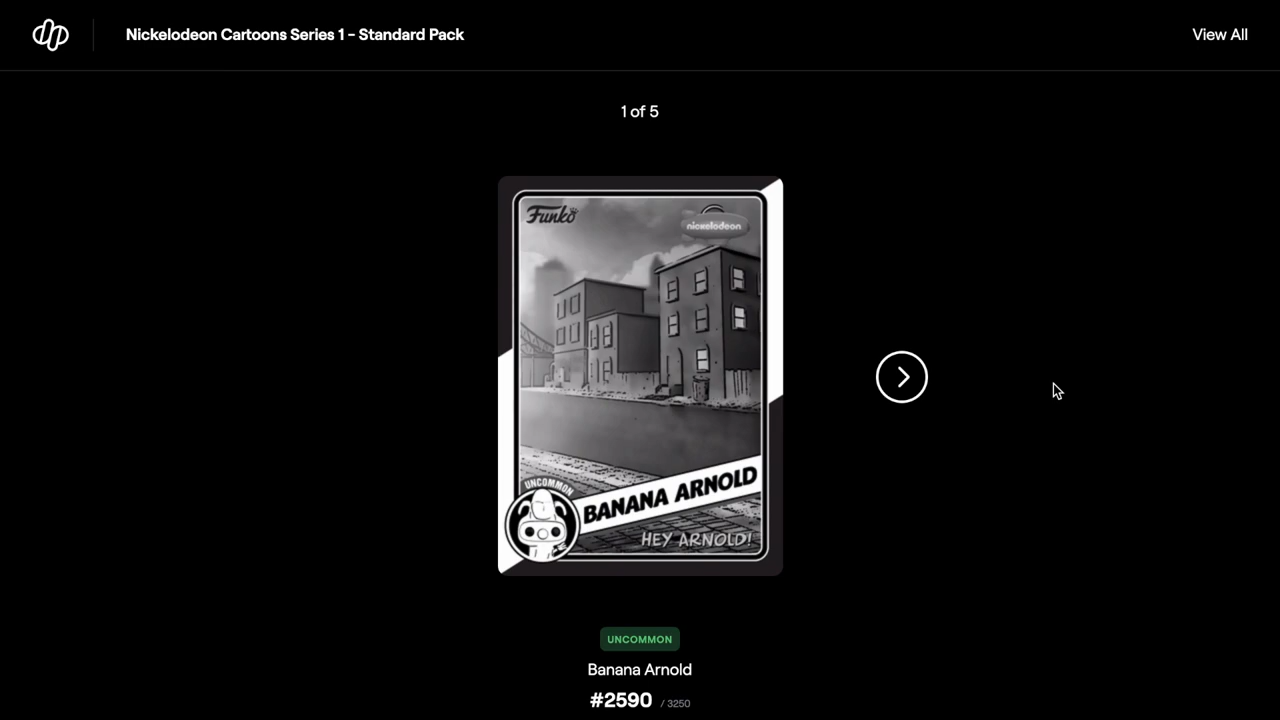 Nickelodeon Cartoons Series 1 - Standard Pack
View All
1 of 5
Funko
nickelodeon
UNCOMMON
BANANA ARNOLD
HEY ARNOLD!
UNCOMMON
Banana Arnold
#2590 / 3250